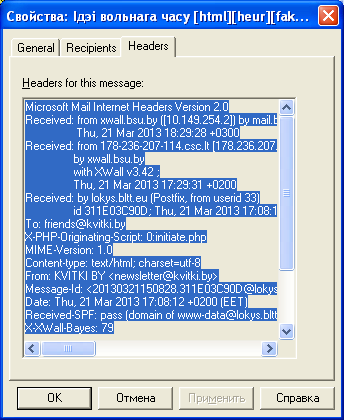 Свойства: Ідэі вольнага часу [html][heur][fak...
General
Recipients
Headers
Headers for this message:
Microsoft Mail Internet Headers Version 2.0
Received: from xwall.bsu.by ([10.149.254.2]) by mail.b
Thu, 21 Mar 2013 18:29:28 +0300
Received: from 178-236-207-114.csc.lt [178.236.207.
by xwall.bsu.by
with XWall v3.42 ;
Thu, 21 Mar 2013 17:29:31 +0200
Received: by lokys.bltt.eu (Postfix, from userid 33)
id 311E03C90D; Thu, 21 Mar 2013 17:08:1
To: friends@kvitki.by
X-PHP-Originating-Script: 0:initiate.php
MIME-Version: 1.0
Content-type: text/html; charset=utf-8
From: KVITKI BY <newsletter@kvitki.by>
Message-Id: <20130321150828.311E03C90D@lokys
Date: Thu, 21 Mar 2013 17:08:12 +0200 (EET)
Received-SPF: pass (domain of www-data@lokys.bltt
X-XWall-Bayes: 79
OK
Отмена
Применить
Справка